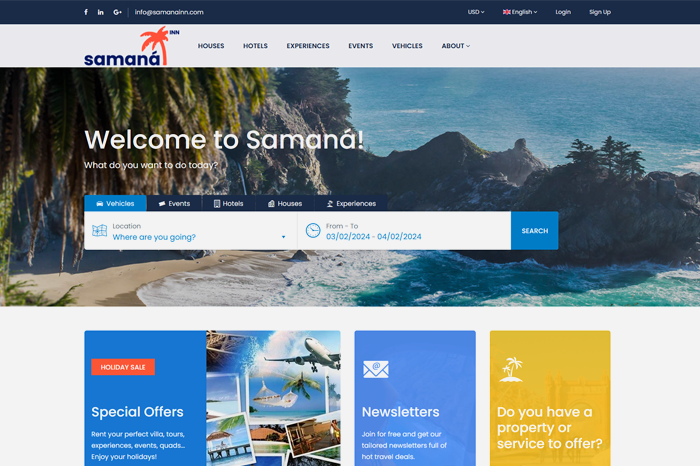 info@samanainn.com
USD
English
Login
Sign Up
samaná INN
HOUSES
HOTELS
EXPERIENCES
EVENTS
VEHICLES
ABOUT
Welcome to Samaná!
What do you want to do today?
Vehicles
Events
Hotels
Houses
Experiences
Location
Where are you going?
From - To
03/02/2024 - 04/02/2024
SEARCH
HOLIDAY SALE
Special Offers
Rent your perfect villa, tours,
experiences, events, quads...
Enjoy your holidays!
Newsletters
Join for free and get our
tailored newsletters full of
hot travel deals.
Do you have a
property or
service to offer?